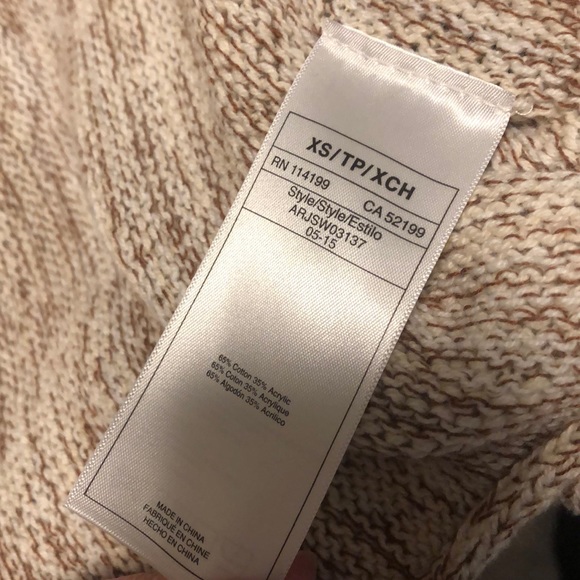 XS/TP/XCH
RN 114199 CA 52199
Style/Style/Estilo
ARJSW03137
05-15
65% Cotton 35% Acrylic
65% Coton 35% Acrylique
65% Algodón 35% Acrílico
MADE IN CHINA
FABRIQUÉ EN CHINE
HECHO EN CHINA